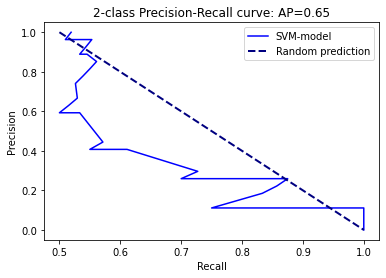 2-class Precision-Recall curve: AP=0.65
SVM-model
Random prediction
Precision
1.0
0.8
0.6
0.4
0.2
0.0
0.5 0.6 0.7 0.8 0.9 1.0
Recall